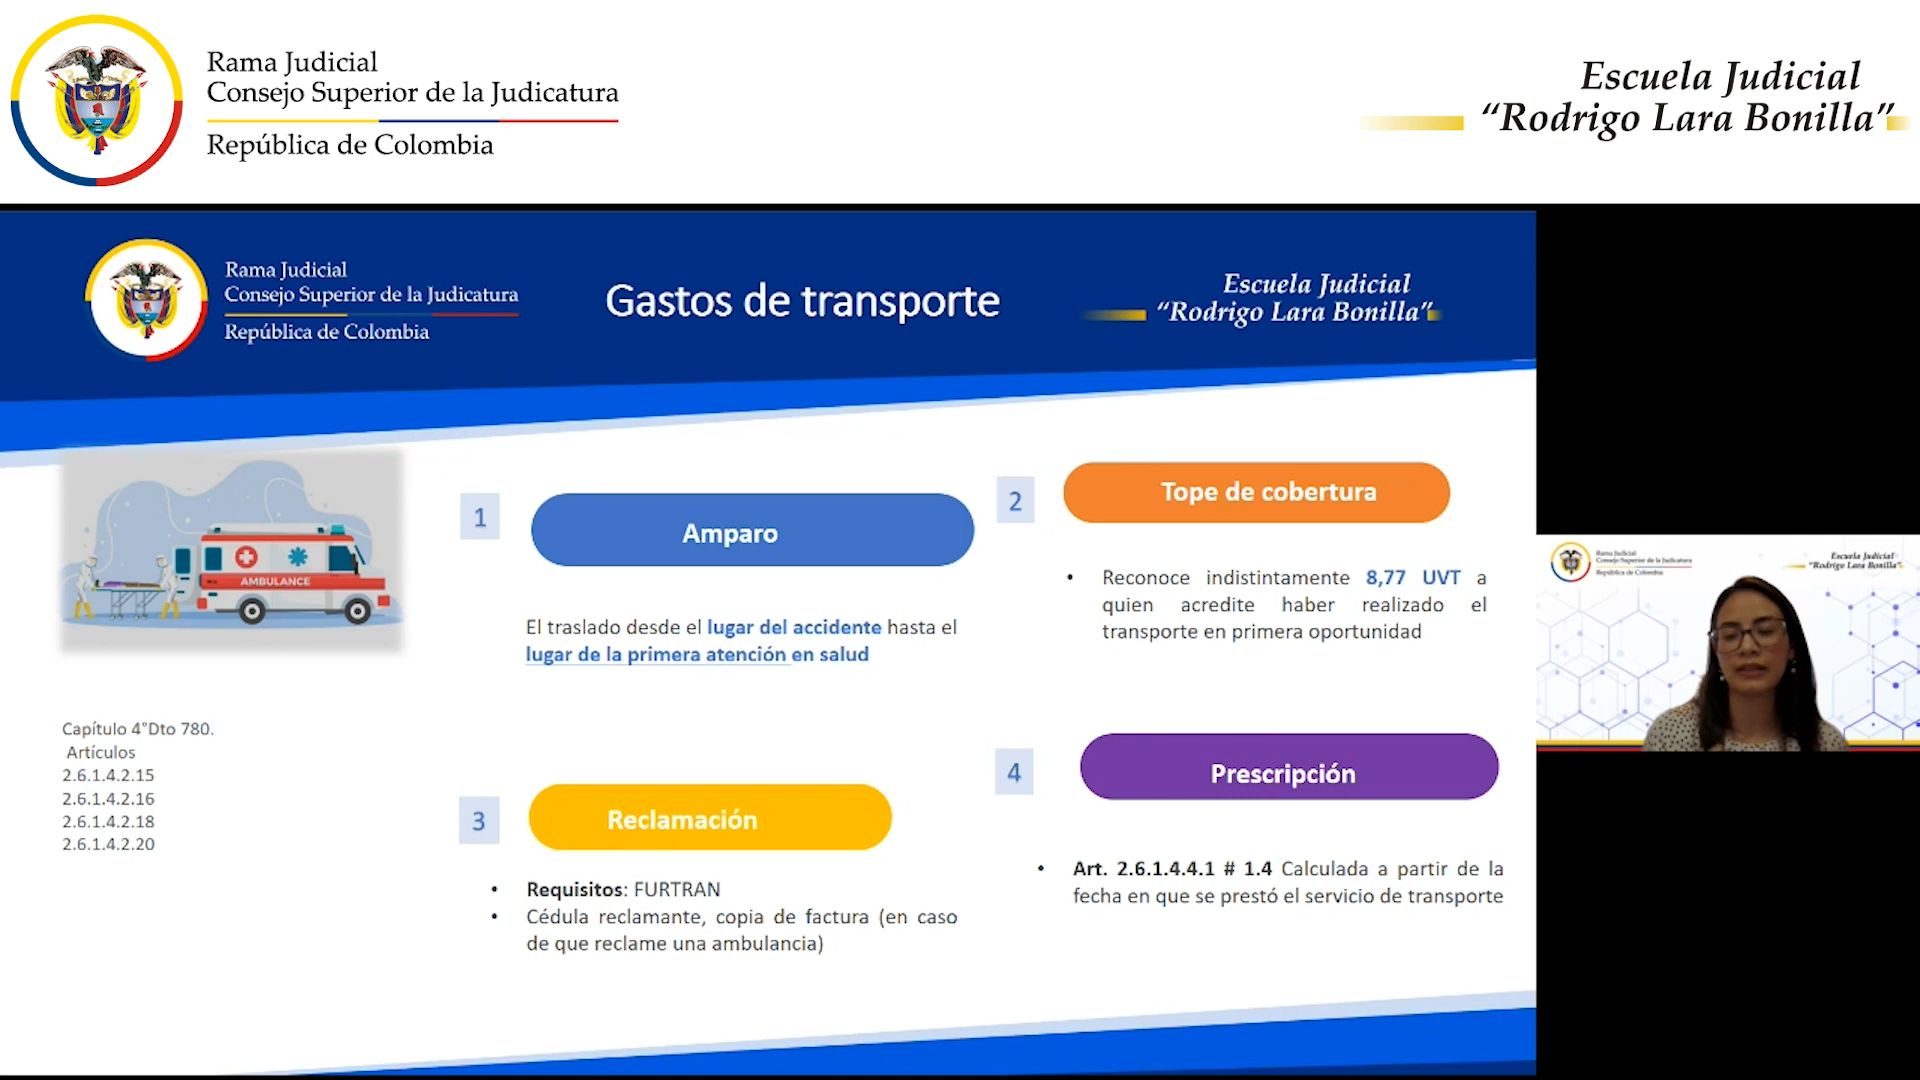 Rama Judicial
Consejo Superior de la Judicatura
República de Colombia
Escuela Judicial
“Rodrigo Lara Bonilla”
Rama Judicial
Consejo Superior de la Judicatura
República de Colombia
Gastos de transporte
Escuela Judicial
“Rodrigo Lara Bonilla”
AMBULANCE
Capítulo 4°Dto 780.
Artículos
2.6.1.4.2.15
2.6.1.4.2.16
2.6.1.4.2.18
2.6.1.4.2.20
1
Amparo
El traslado desde el lugar del accidente hasta el
lugar de la primera atención en salud
2
Tope de cobertura
• Reconoce indistintamente 8,77 UVT a
quien acredite haber realizado el
transporte en primera oportunidad
3
Reclamación
• Requisitos: FURTRAN
• Cédula reclamante, copia de factura (en caso
de que reclame una ambulancia)
4
Prescripción
• Art. 2.6.1.4.4.1 # 1.4 Calculada a partir de la
fecha en que se prestó el servicio de transporte
Rama Judicial
Consejo Superior de la Judicatura
República de Colombia
Escuela Judicial
“Rodrigo Lara Bonilla”